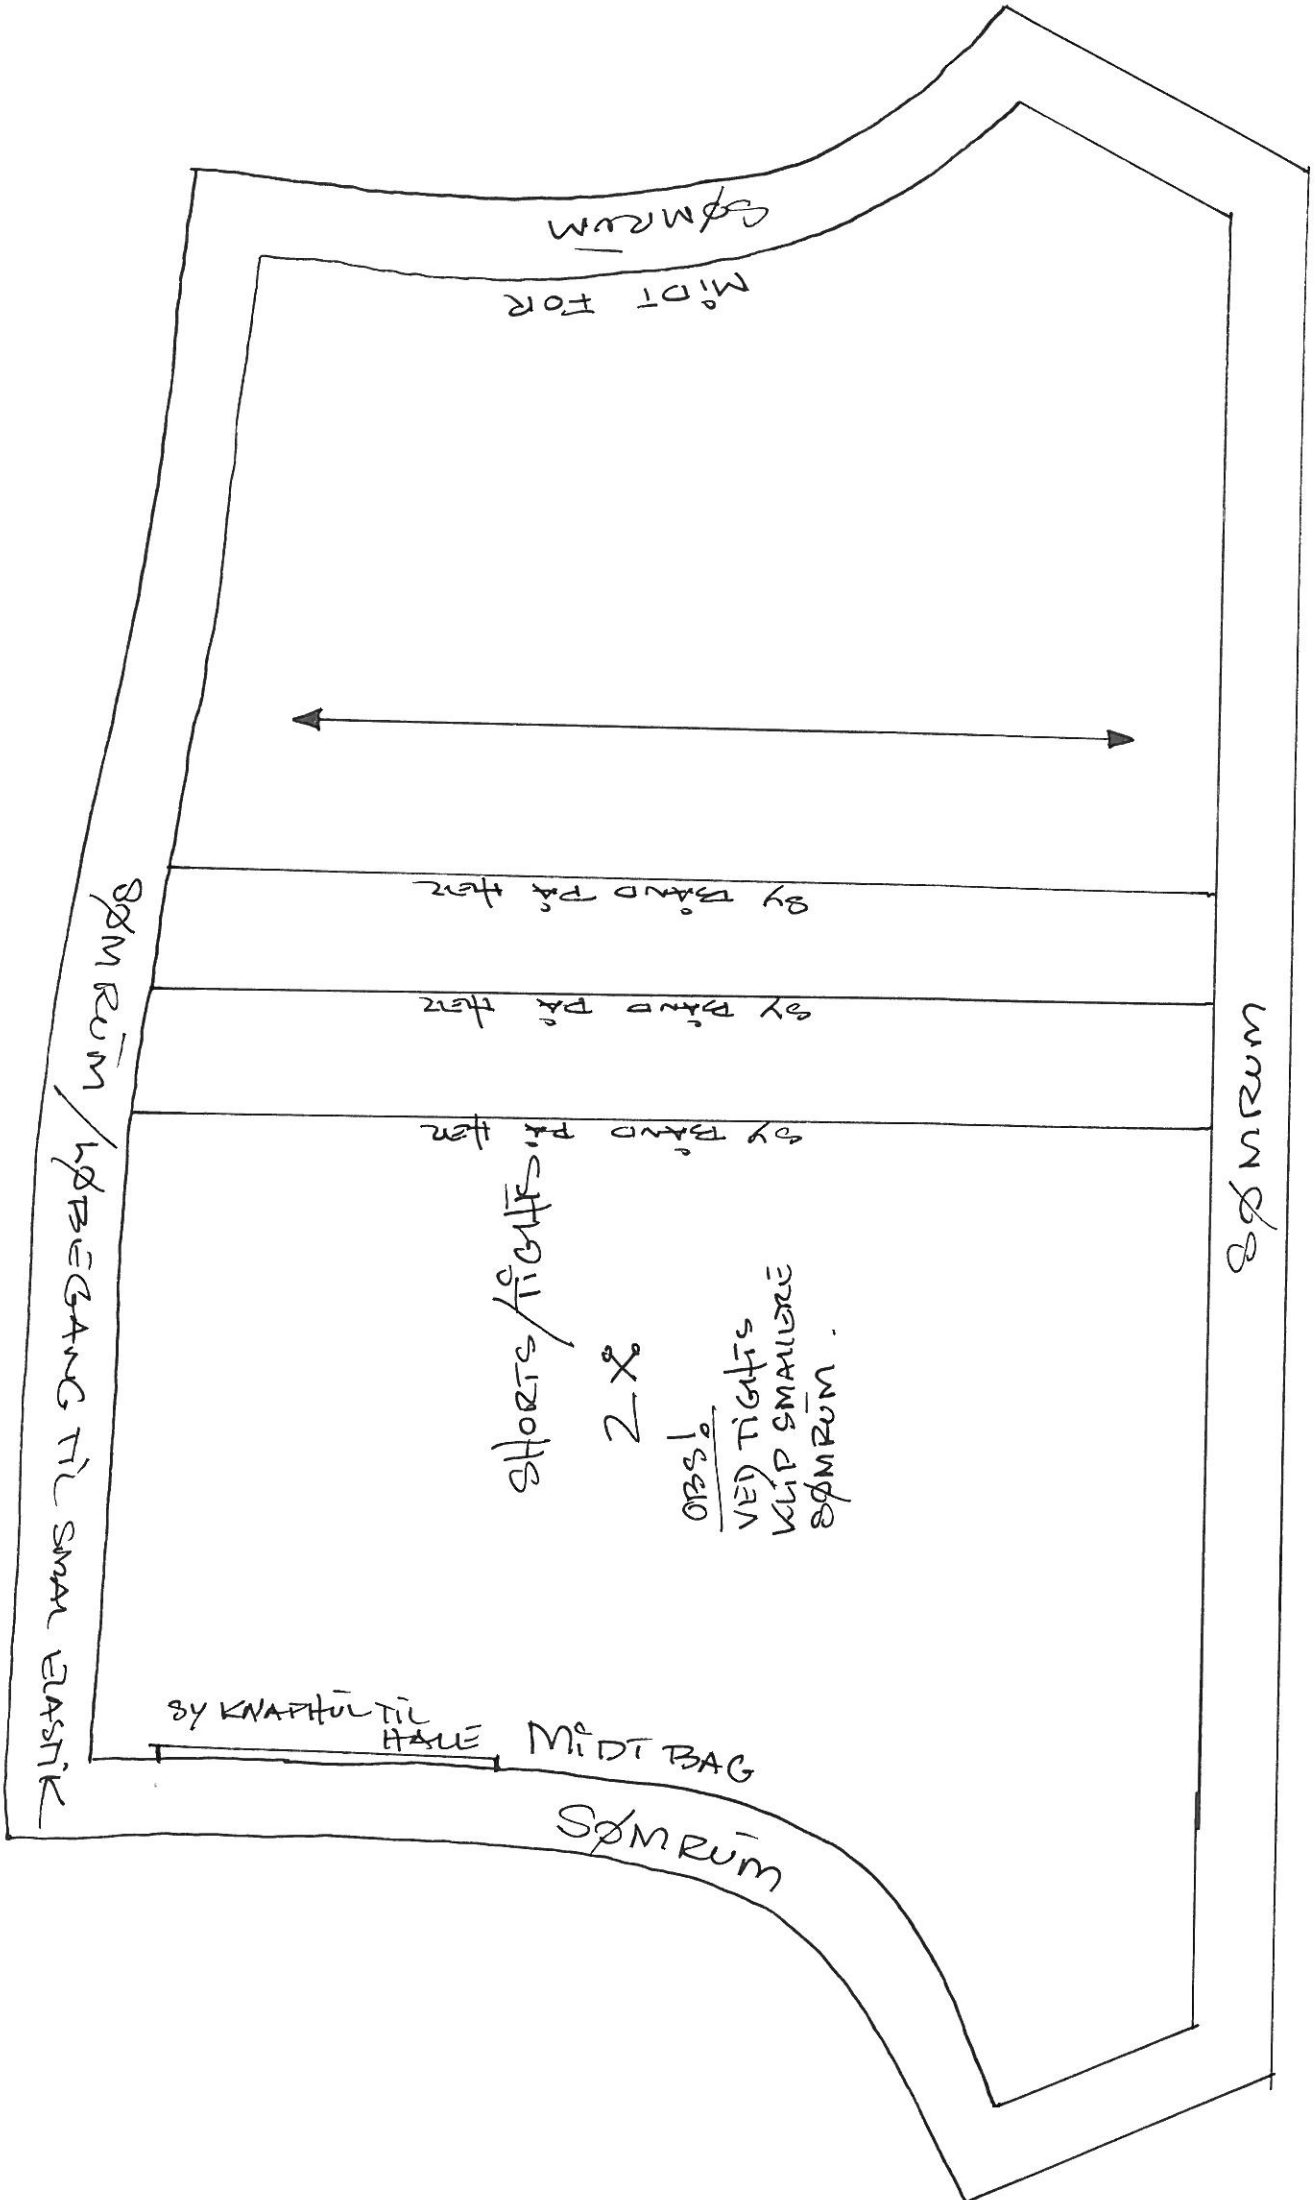 SØMRUM
MIDT FOR
SY BÅND PÅ HER
SY BÅND PÅ HER
SY BÅND PÅ HER
SØMRUM / LØBEGANG TIL SMAL ELASTIK
SØMRUM
SHORTS/TIGHTS
2 X
OBS!
VED TIGHTS
KLIP SMALLERE
SØMRUM.
SY KNAPHUL TIL
HALE
MIDT BAG
SØMRUM